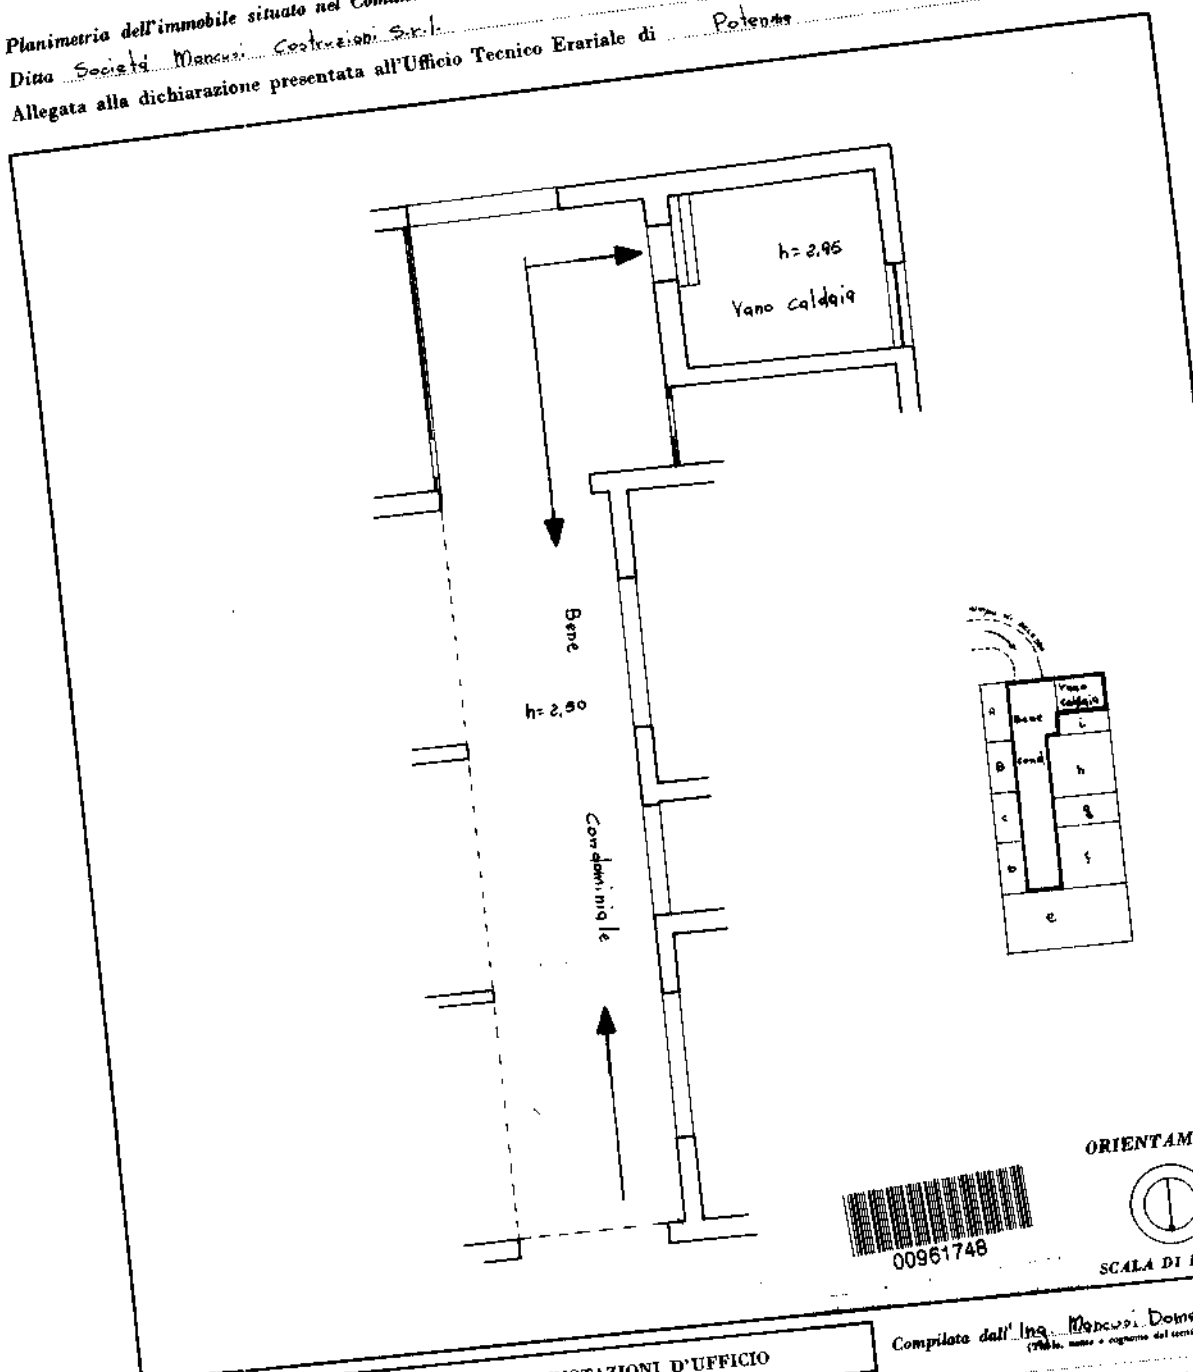 Planimetria dell'immobile situato nel
Ditta Società Mancusi Costruzioni S.r.l.
Allegata alla dichiarazione presentata all'Ufficio Tecnico Erariale di Potenza
h= 2,95
Vano caldaia
Bene
h= 2,50
Condominiale
Vano
caldaia
A
Bene
i
B
cond.
h
c
g
D
f
e
ORIENTAM
00961748
SCALA DI
Compilata dall' Ing. Mancusi Dome
D'UFFICIO